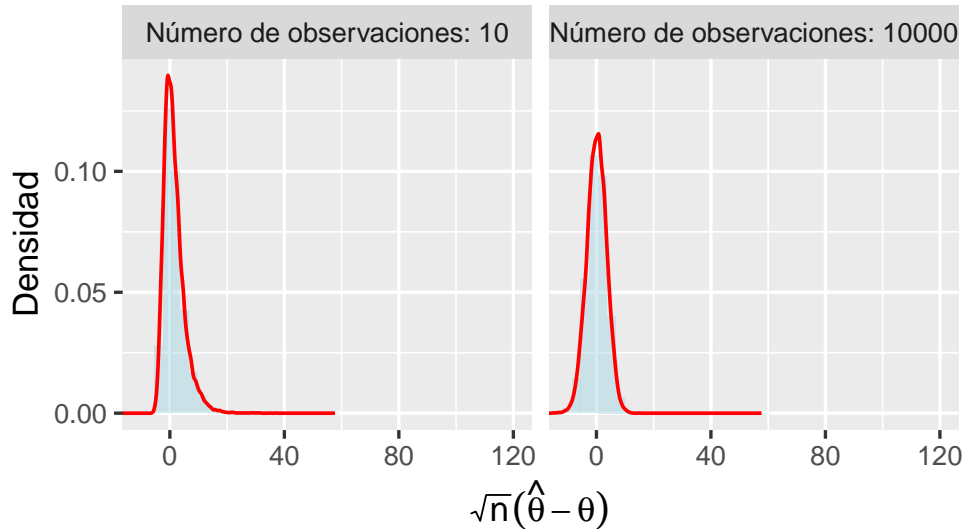 Número de observaciones: 10
Número de observaciones: 10000
Densidad
0.10
0.05
0.00
0 40 80 120
0 40 80 120
√n(θ̂ − θ)